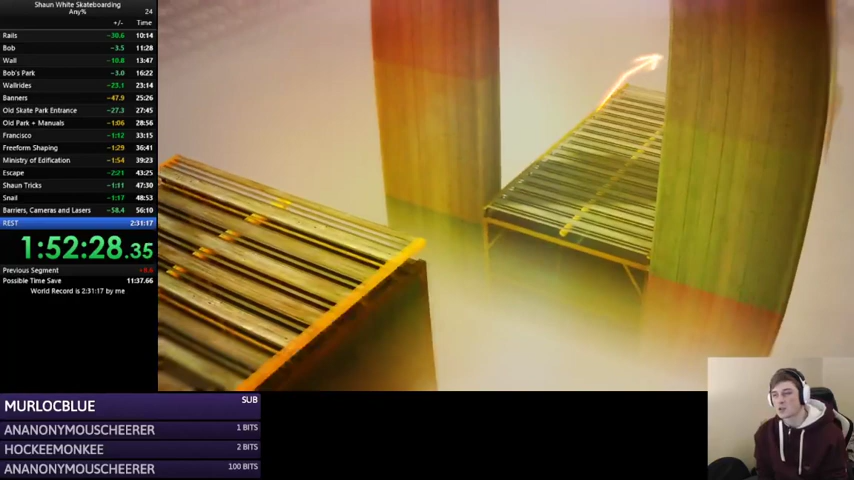 Shaun White Skateboarding
Any% 24
+/- Time
Rails -30.6 10:14
Bob -3.5 11:28
Wall -10.8 13:47
Bob's Park -3.0 16:22
Wallrides -23.1 23:14
Banners -47.9 25:26
Old Skate Park Entrance -27.3 27:45
Old Park + Manuals -1:06 28:56
Francisco -1:12 33:15
Freeform Shaping -1:29 36:41
Ministry of Edification -1:54 39:23
Escape -2:21 43:25
Shaun Tricks -1:11 47:30
Snail -1:17 48:53
Barriers, Cameras and Lasers -58.4 56:10
REST 2:31:17
1:52:28.35
Previous Segment +8.6
Possible Time Save 11:37.66
World Record is 2:31:17 by me
MURLOCBLUE SUB
ANANONYMOUSCHEERER 1 BITS
HOCKEEMONKEE 2 BITS
ANANONYMOUSCHEERER 100 BITS